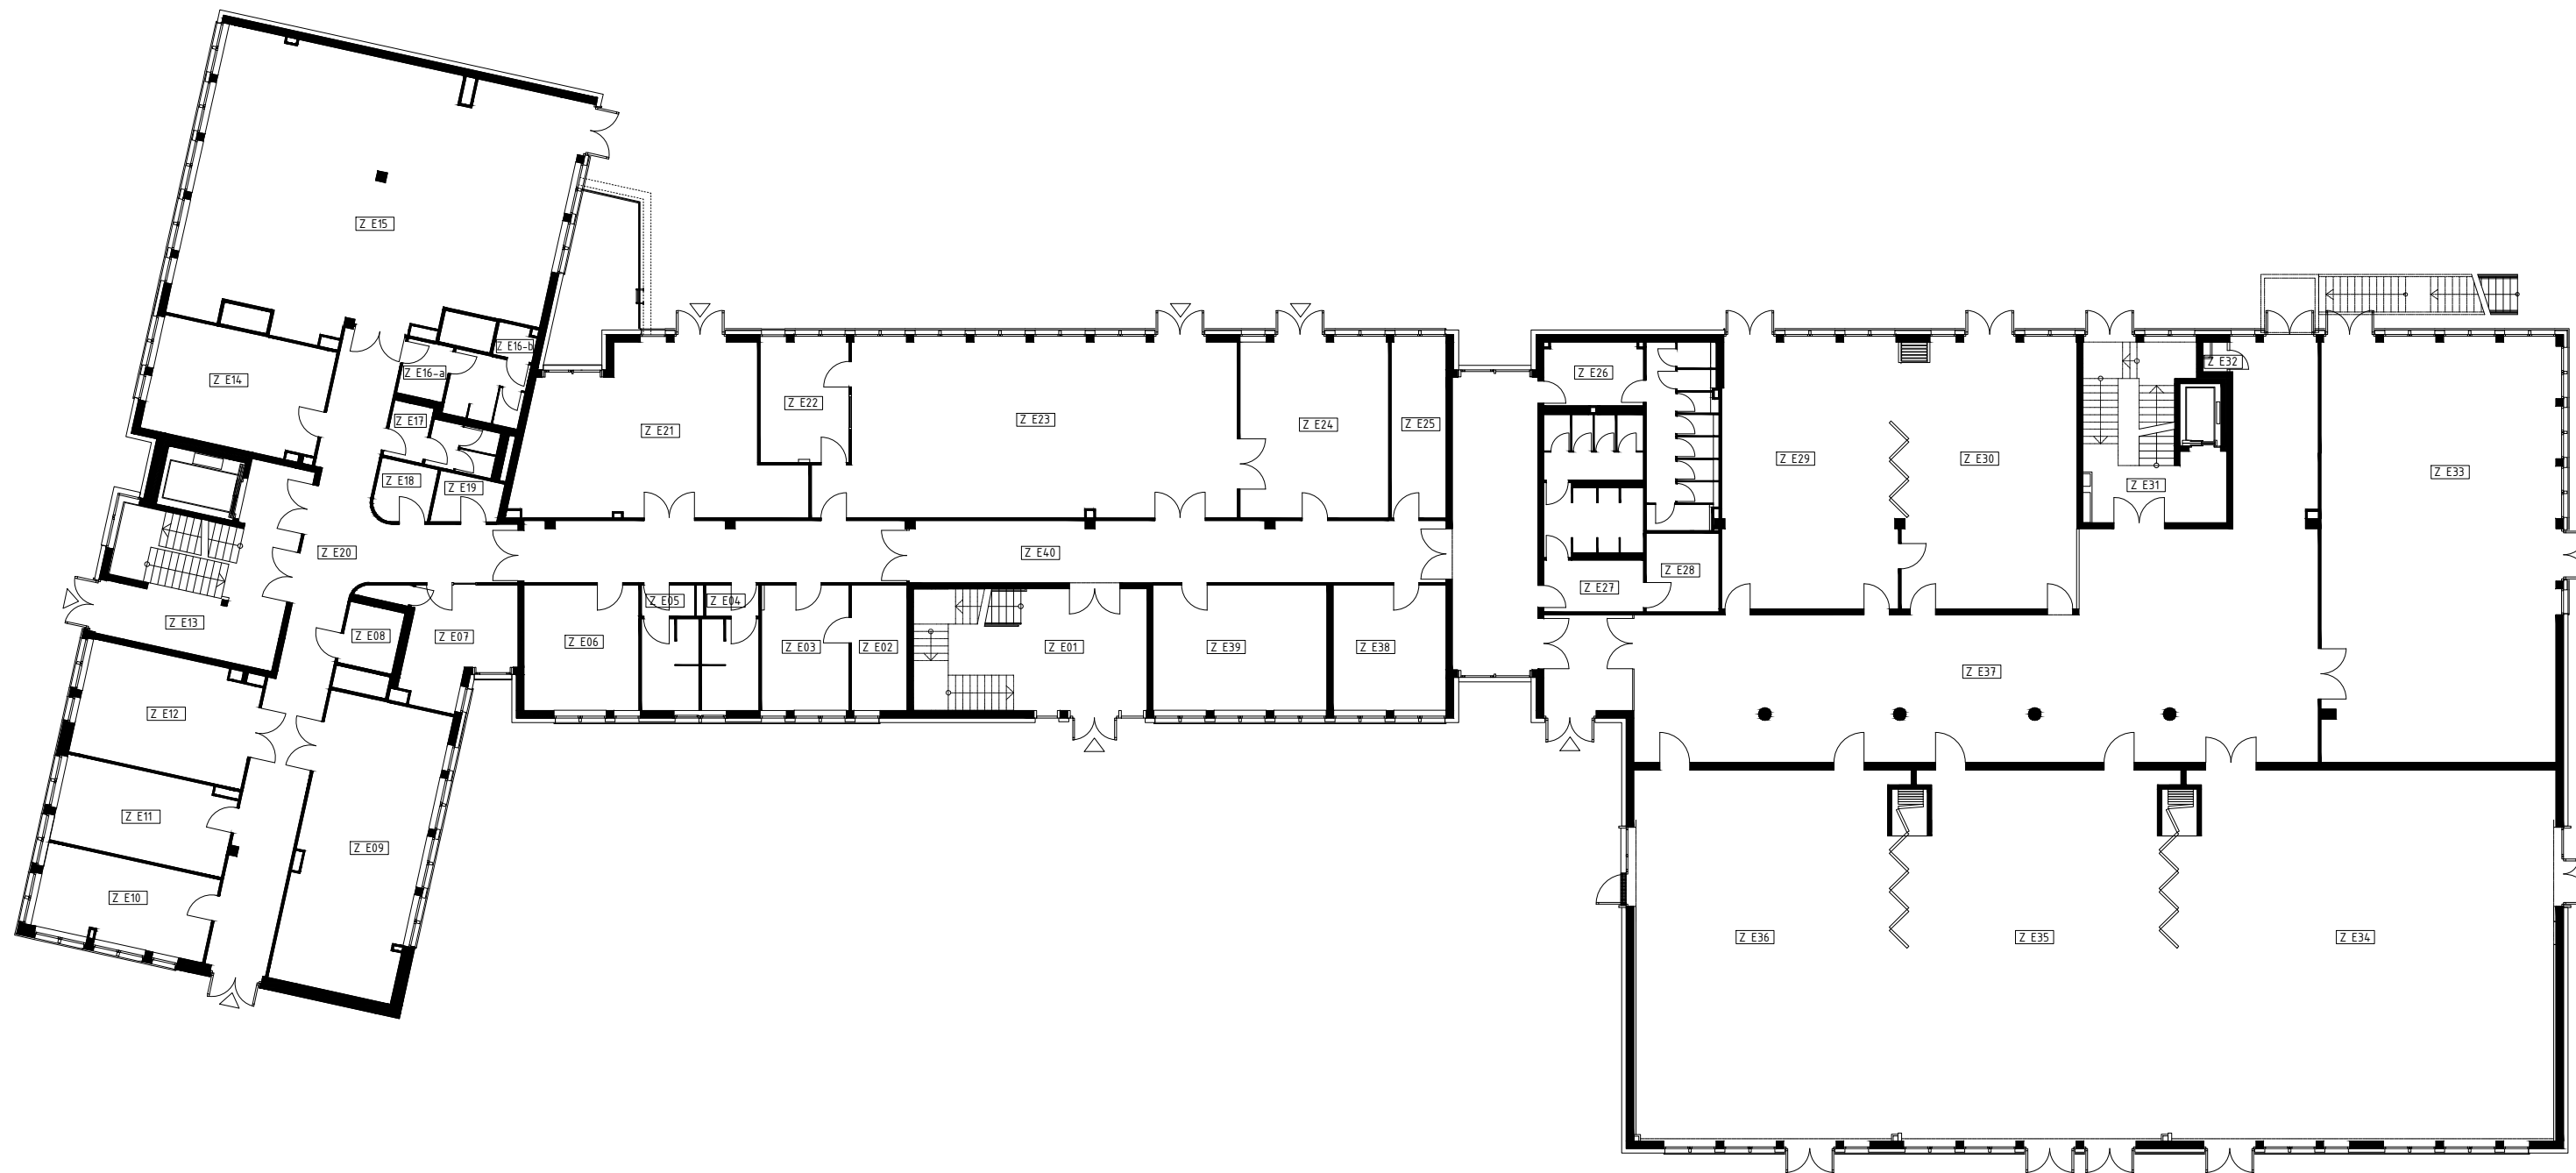 Z E15
Z E16-b
Z E16-a
Z E14
Z E17
Z E18
Z E19
Z E20
Z E13
Z E08
Z E07
Z E12
Z E11
Z E10
Z E09
Z E21
Z E22
Z E23
Z E24
Z E25
Z E40
Z E06
Z E05
Z E04
Z E03
Z E02
Z E01
Z E39
Z E38
Z E26
Z E27
Z E28
Z E29
Z E30
Z E31
Z E32
Z E33
Z E37
Z E36
Z E35
Z E34